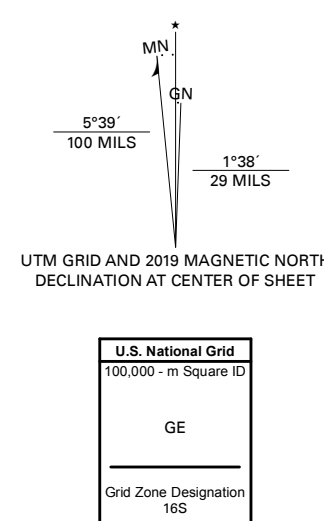 ★
MN
GN
5°39´
100 MILS
1°38´
29 MILS
UTM GRID AND 2019 MAGNETIC NORTH
DECLINATION AT CENTER OF SHEET
U.S. National Grid
100,000 - m Square ID
GE
Grid Zone Designation
16S